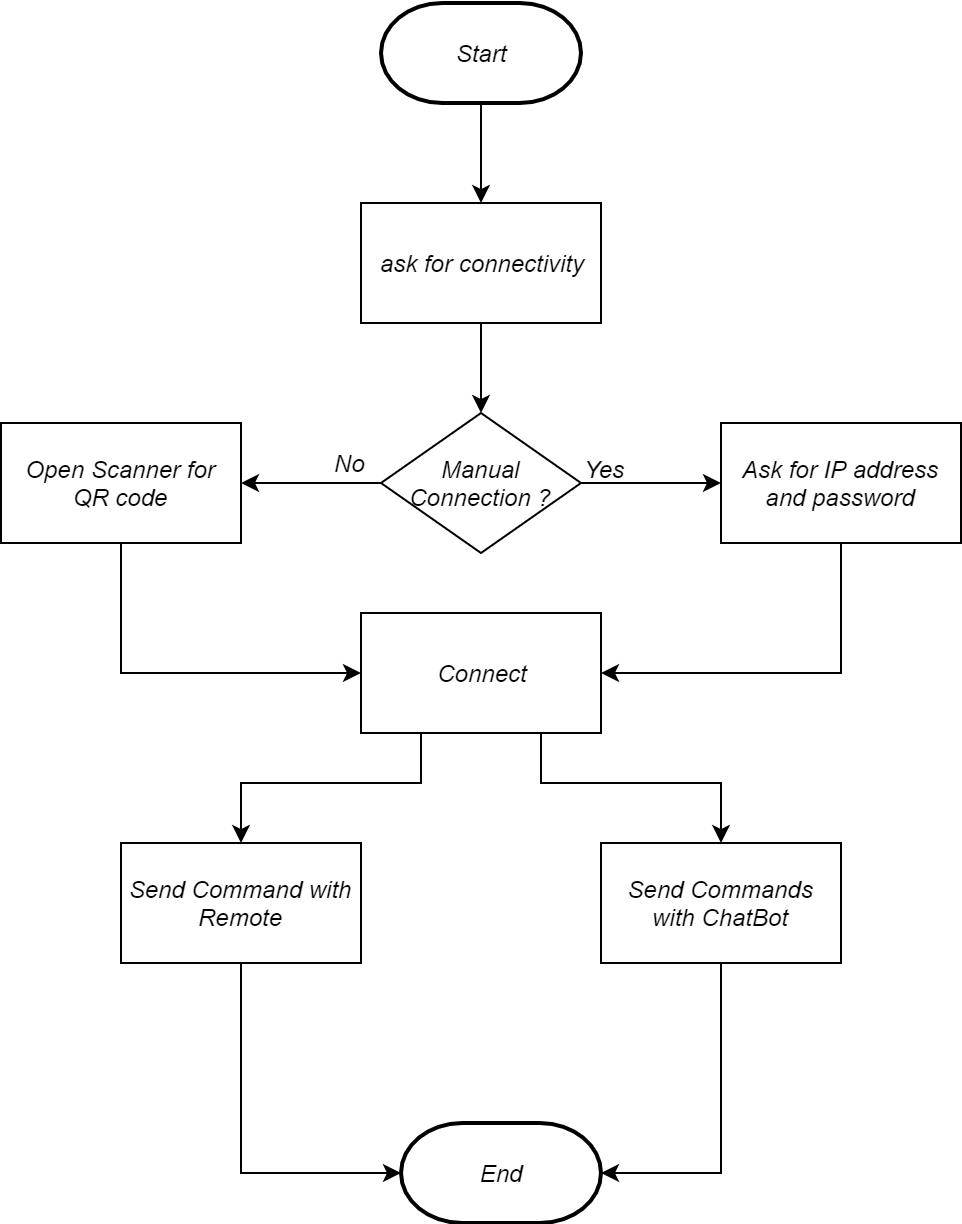 Start
ask for connectivity
No
Yes
Open Scanner for
QR code
Manual
Connection ?
Ask for IP address
and password
Connect
Send Command with
Remote
Send Commands
with ChatBot
End